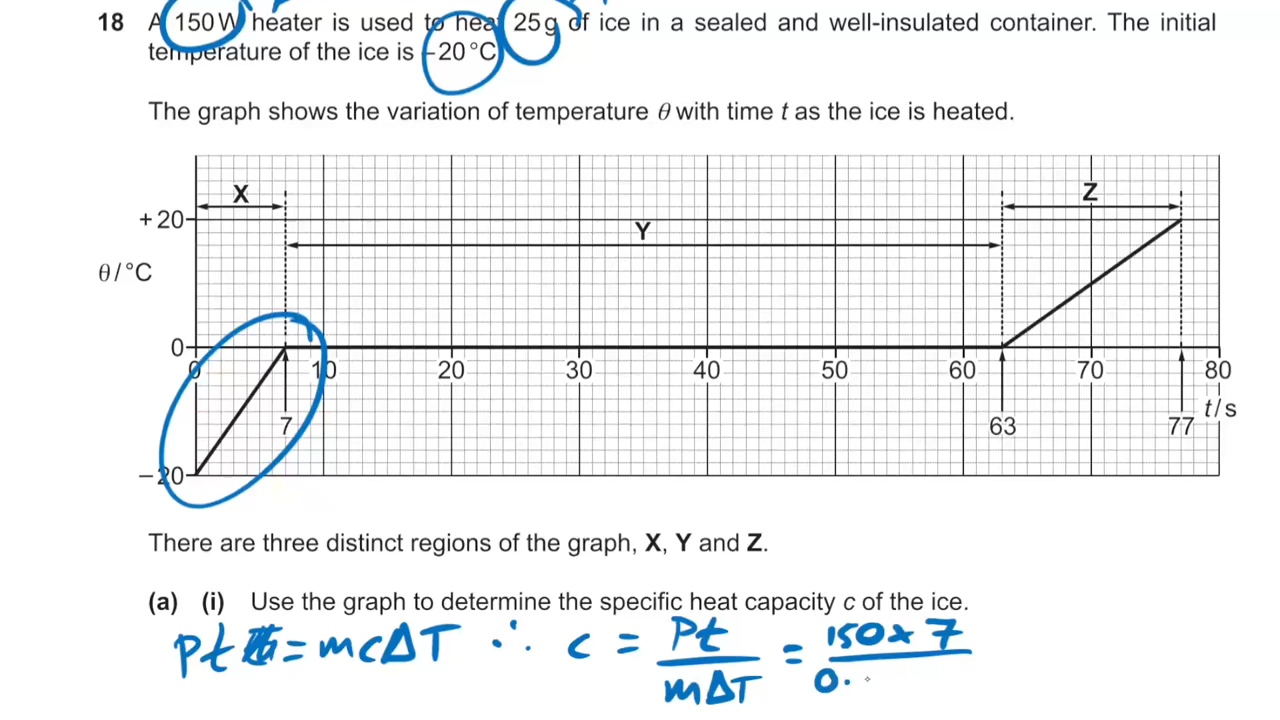 18 A 150 W heater is used to heat 25 g of ice in a sealed and well-insulated container. The initial
temperature of the ice is −20 °C
The graph shows the variation of temperature θ with time t as the ice is heated.
X
Z
+20
Y
θ/°C
0
0 10 20 30 40 50 60 70 80
t/s
7 63 77
−20
There are three distinct regions of the graph, X, Y and Z.
(a) (i) Use the graph to determine the specific heat capacity c of the ice.
Pt = mcΔT ∴ c = Pt / mΔT = 150 × 7 / 0.